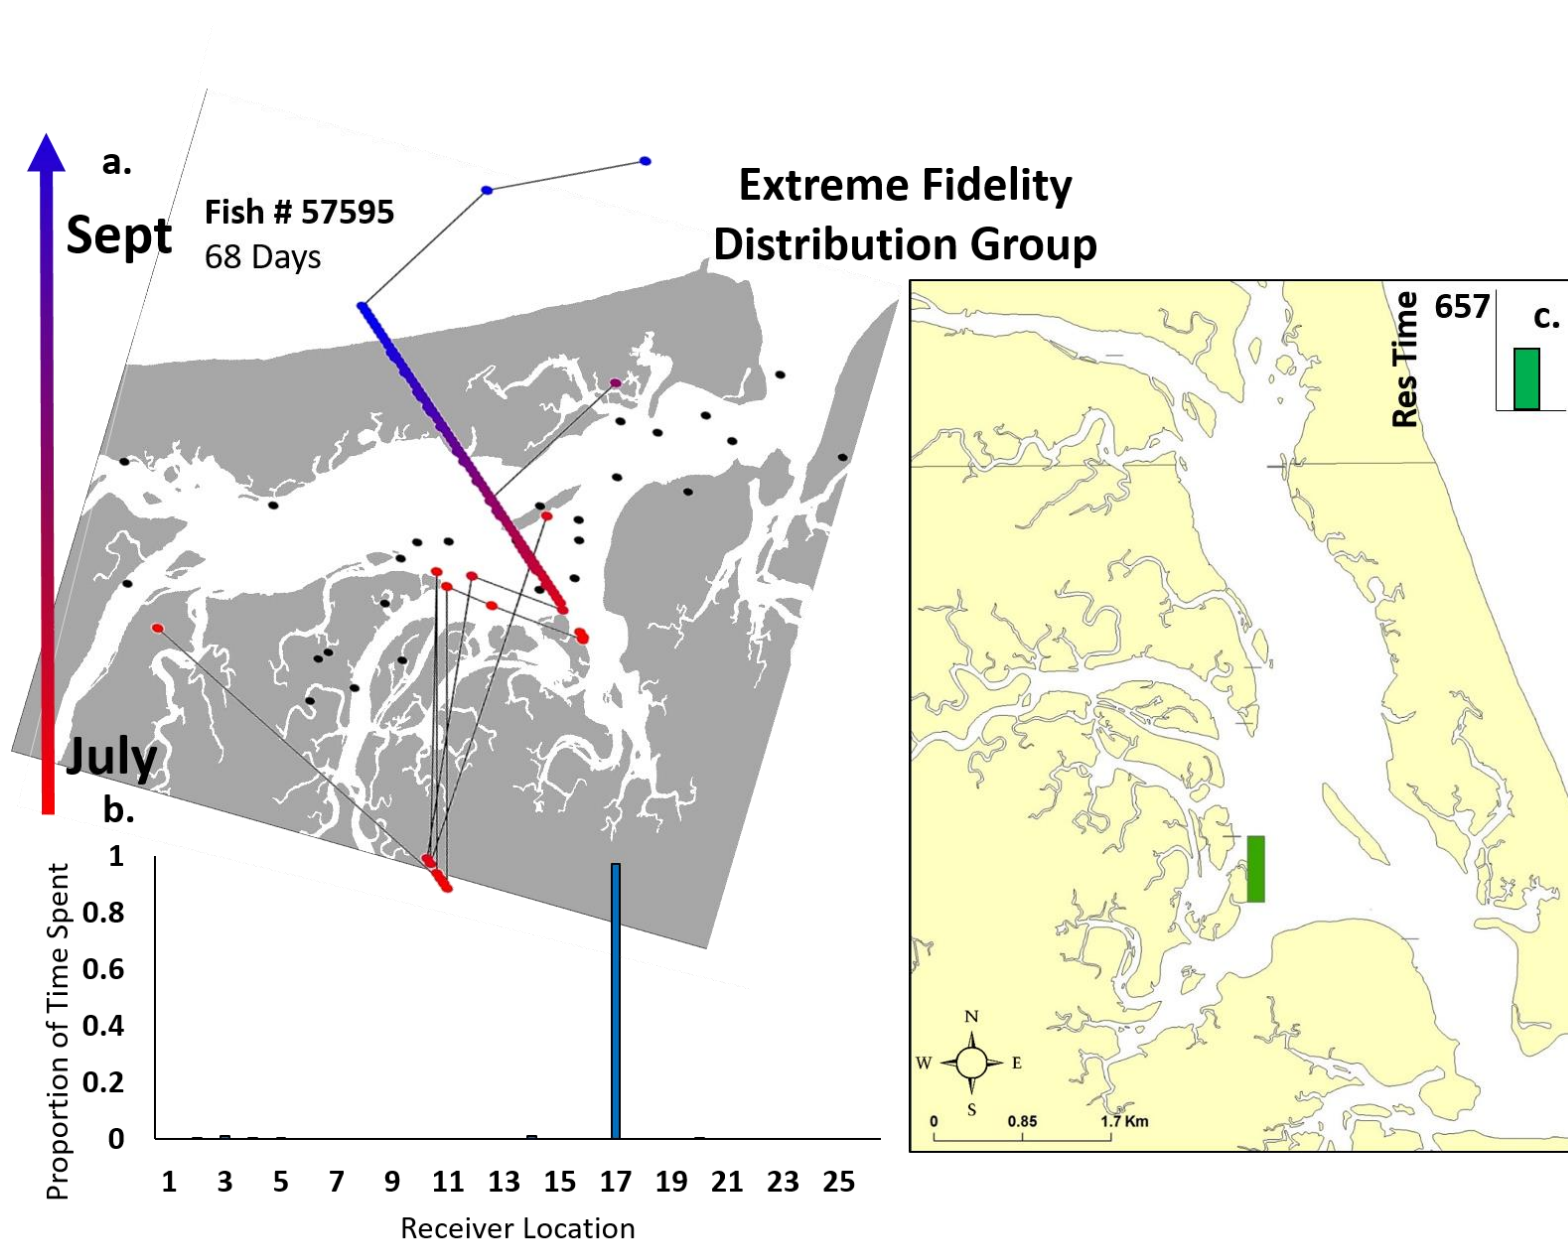 a.
Sept
Fish # 57595
68 Days
Extreme Fidelity
Distribution Group
July
b.
Proportion of Time Spent
1
0.8
0.6
0.4
0.2
0
1 3 5 7 9 11 13 15 17 19 21 23 25
Receiver Location
Res Time
657
c.
N
W E
S
0 0.85 1.7 Km